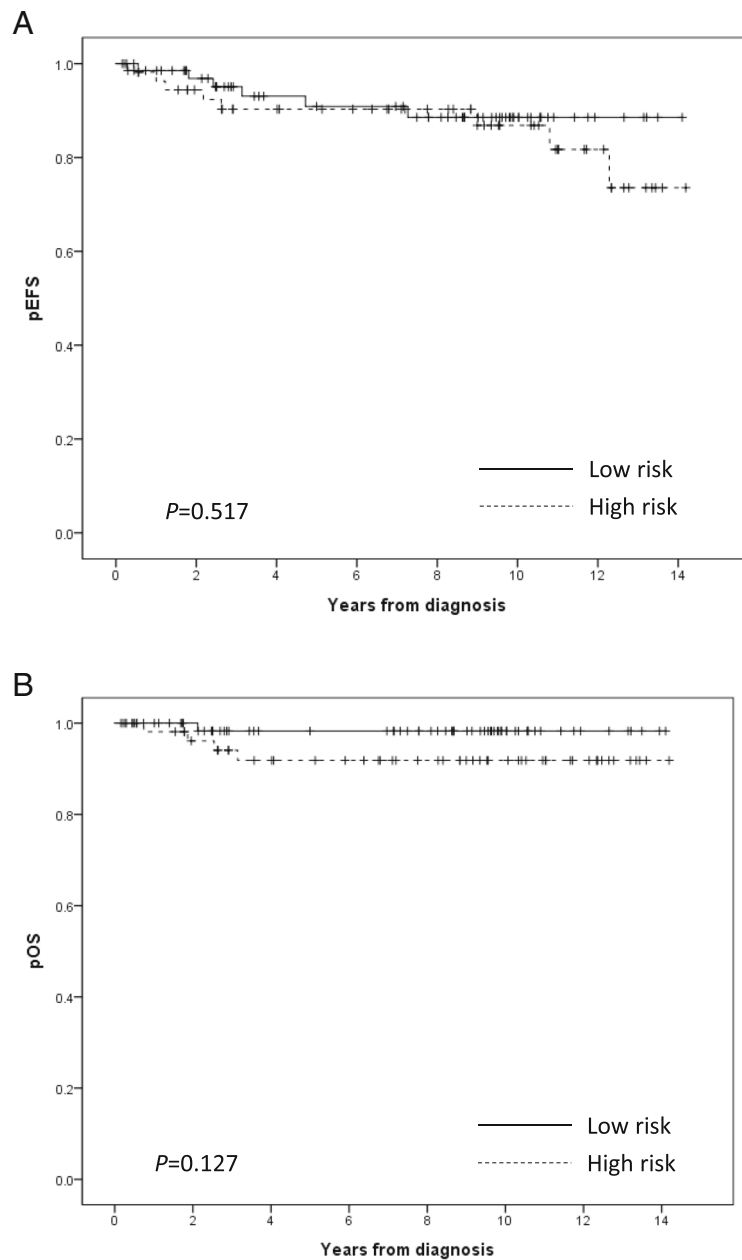 A
1.0
0.8
0.6
0.4
0.2
0.0
pEFS
Low risk
High risk
P=0.517
0 2 4 6 8 10 12 14
Years from diagnosis
B
1.0
0.8
0.6
0.4
0.2
0.0
pOS
Low risk
High risk
P=0.127
0 2 4 6 8 10 12 14
Years from diagnosis